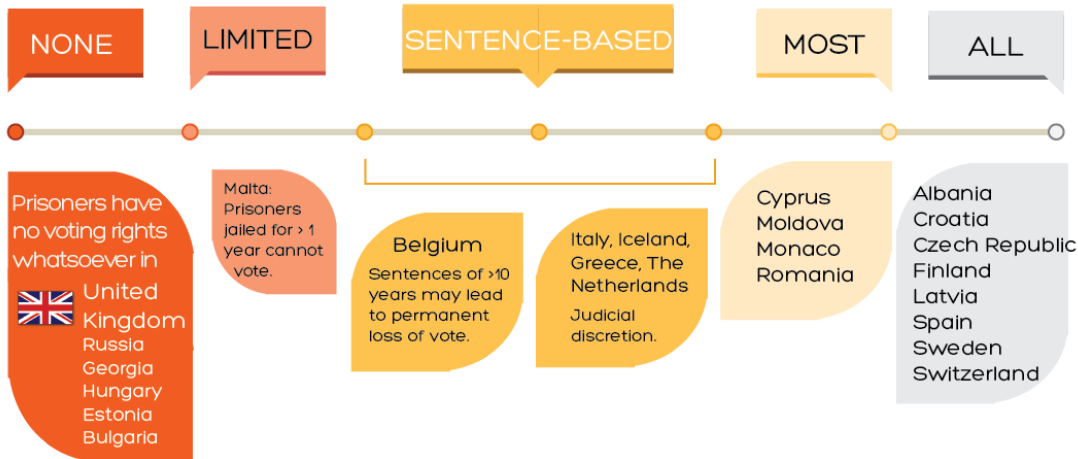 NONE
LIMITED
SENTENCE-BASED
MOST
ALL
Prisoners have
no voting rights
whatsoever in
United
Kingdom
Russia
Georgia
Hungary
Estonia
Bulgaria
Malta:
Prisoners
jailed for > 1
year cannot
vote.
Belgium
Sentences of >10
years may lead
to permanent
loss of vote.
Italy, Iceland,
Greece, The
Netherlands
Judicial
discretion.
Cyprus
Moldova
Monaco
Romania
Albania
Croatia
Czech Republic
Finland
Latvia
Spain
Sweden
Switzerland